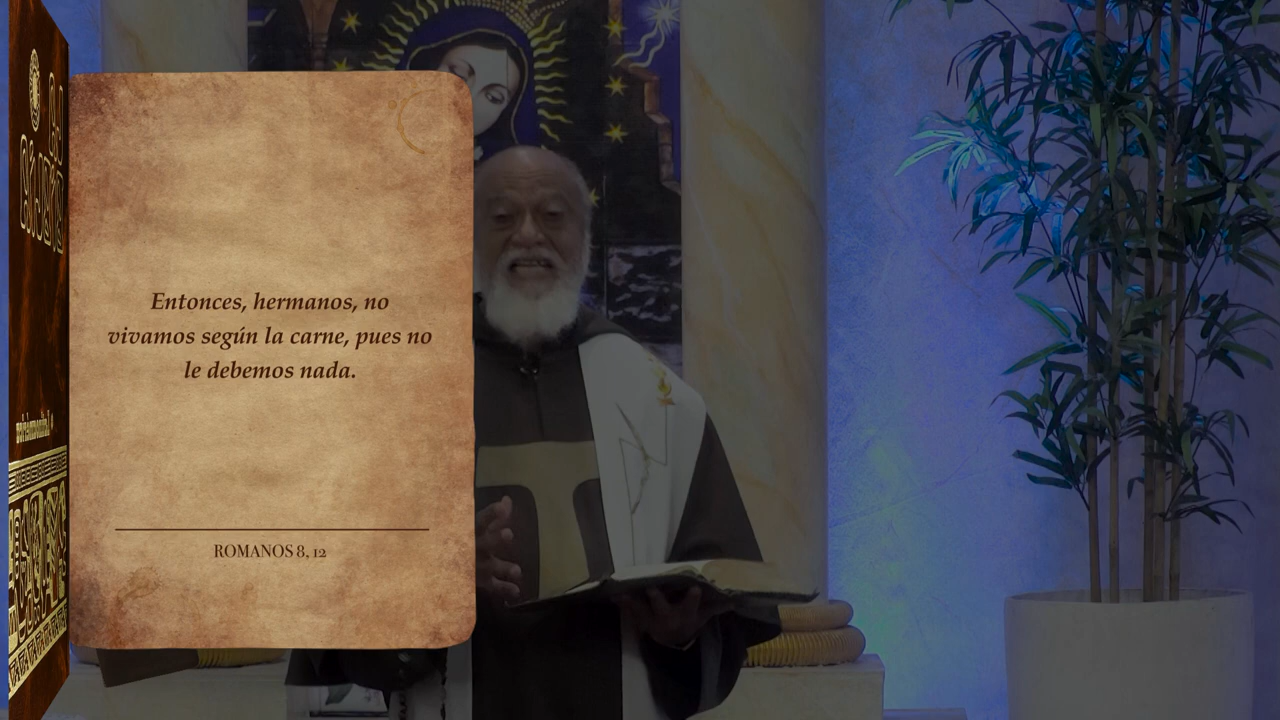 Entonces, hermanos, no
vivamos según la carne, pues no
le debemos nada.
ROMANOS 8, 12